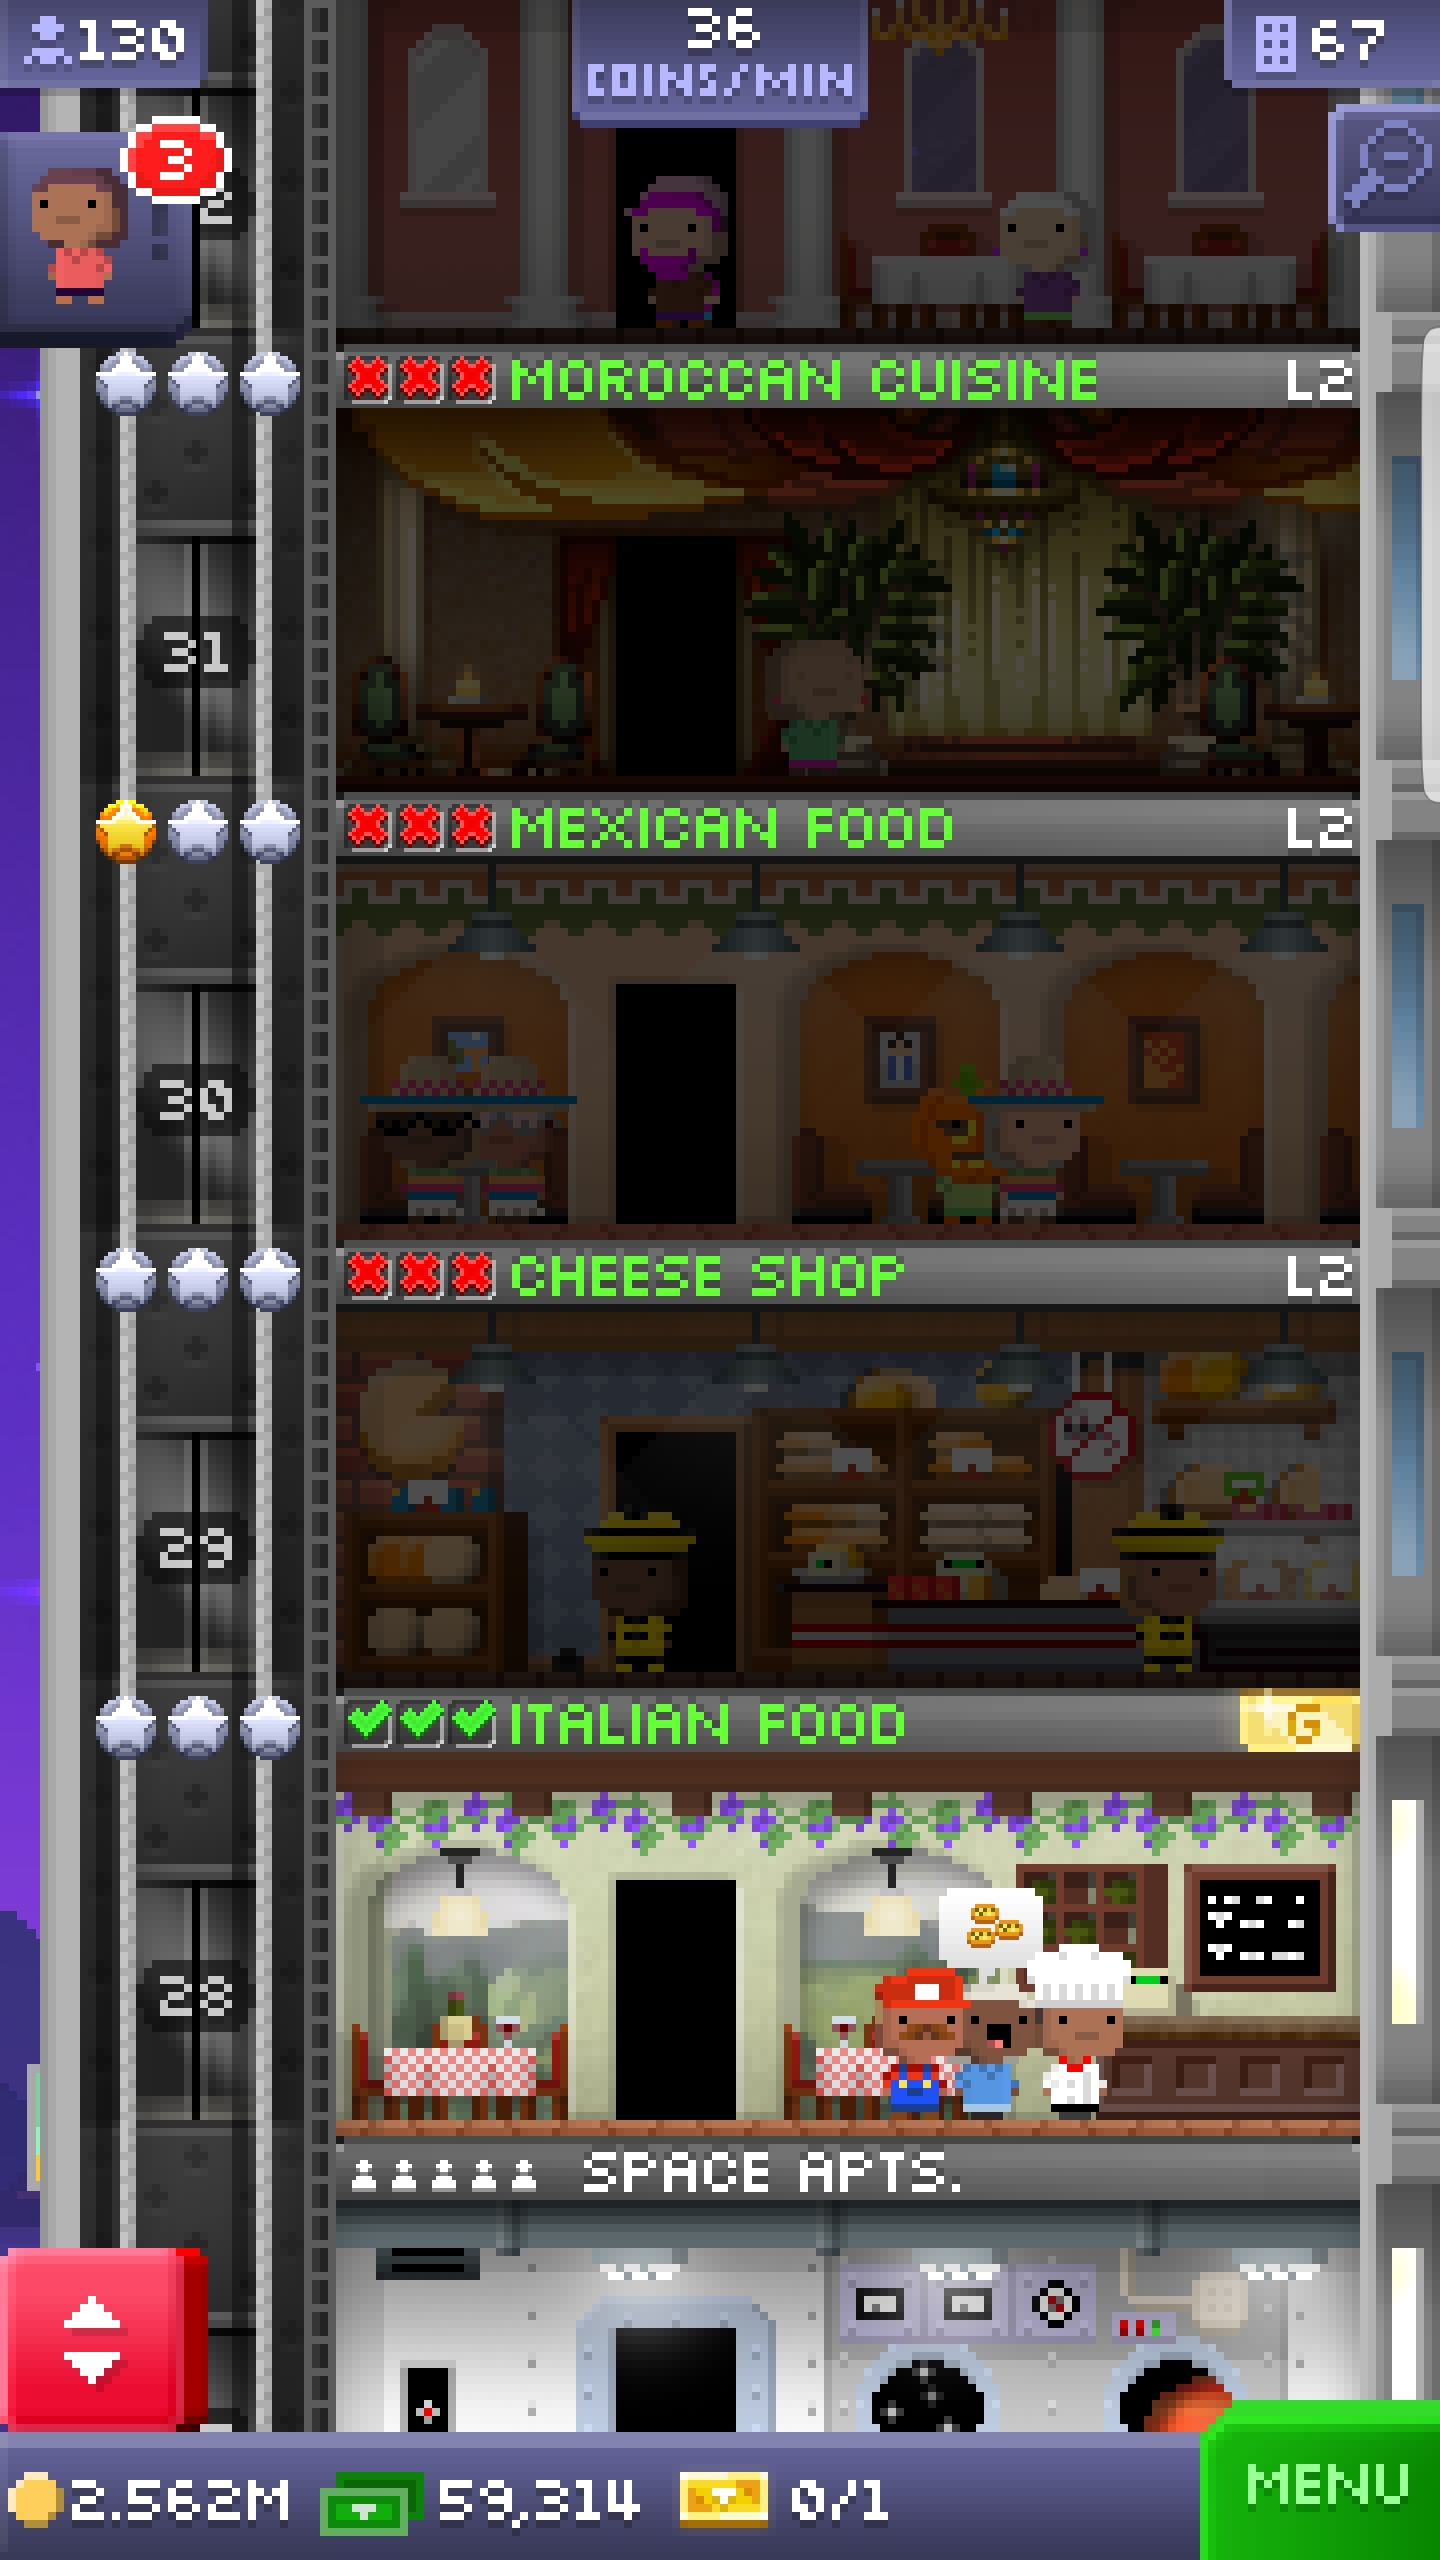 130
36
COINS/MIN
67
3
2
MOROCCAN CUISINE
L2
31
MEXICAN FOOD
L2
30
CHEESE SHOP
L2
29
ITALIAN FOOD
G
28
SPACE APTS.
2.562M
59,314
0/1
MENU